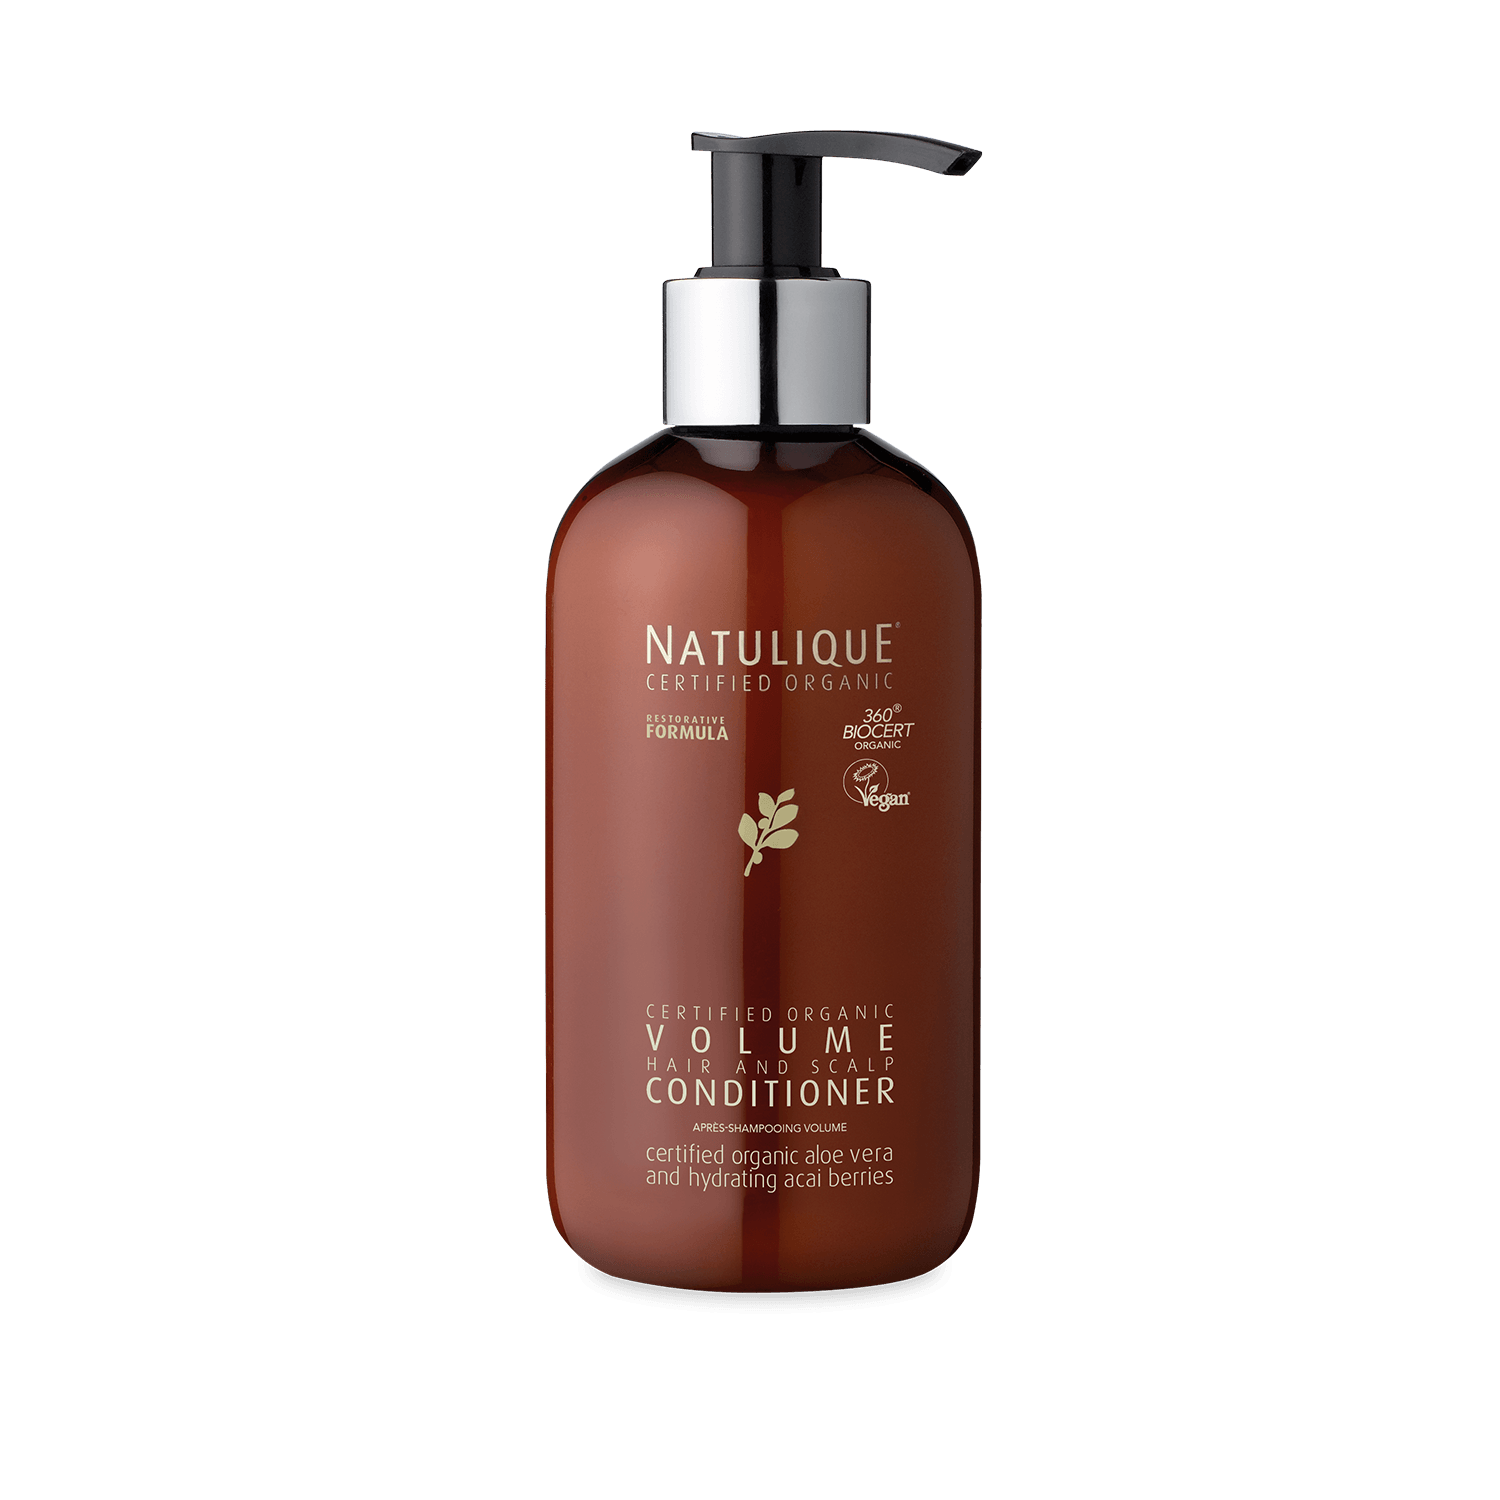 NATULIQUE®
CERTIFIED ORGANIC
RESTORATIVE
FORMULA
360®
BIOCERT
ORGANIC
Vegan
CERTIFIED ORGANIC
VOLUME
HAIR AND SCALP
CONDITIONER
APRÈS-SHAMPOOING VOLUME
certified organic aloe vera
and hydrating acai berries